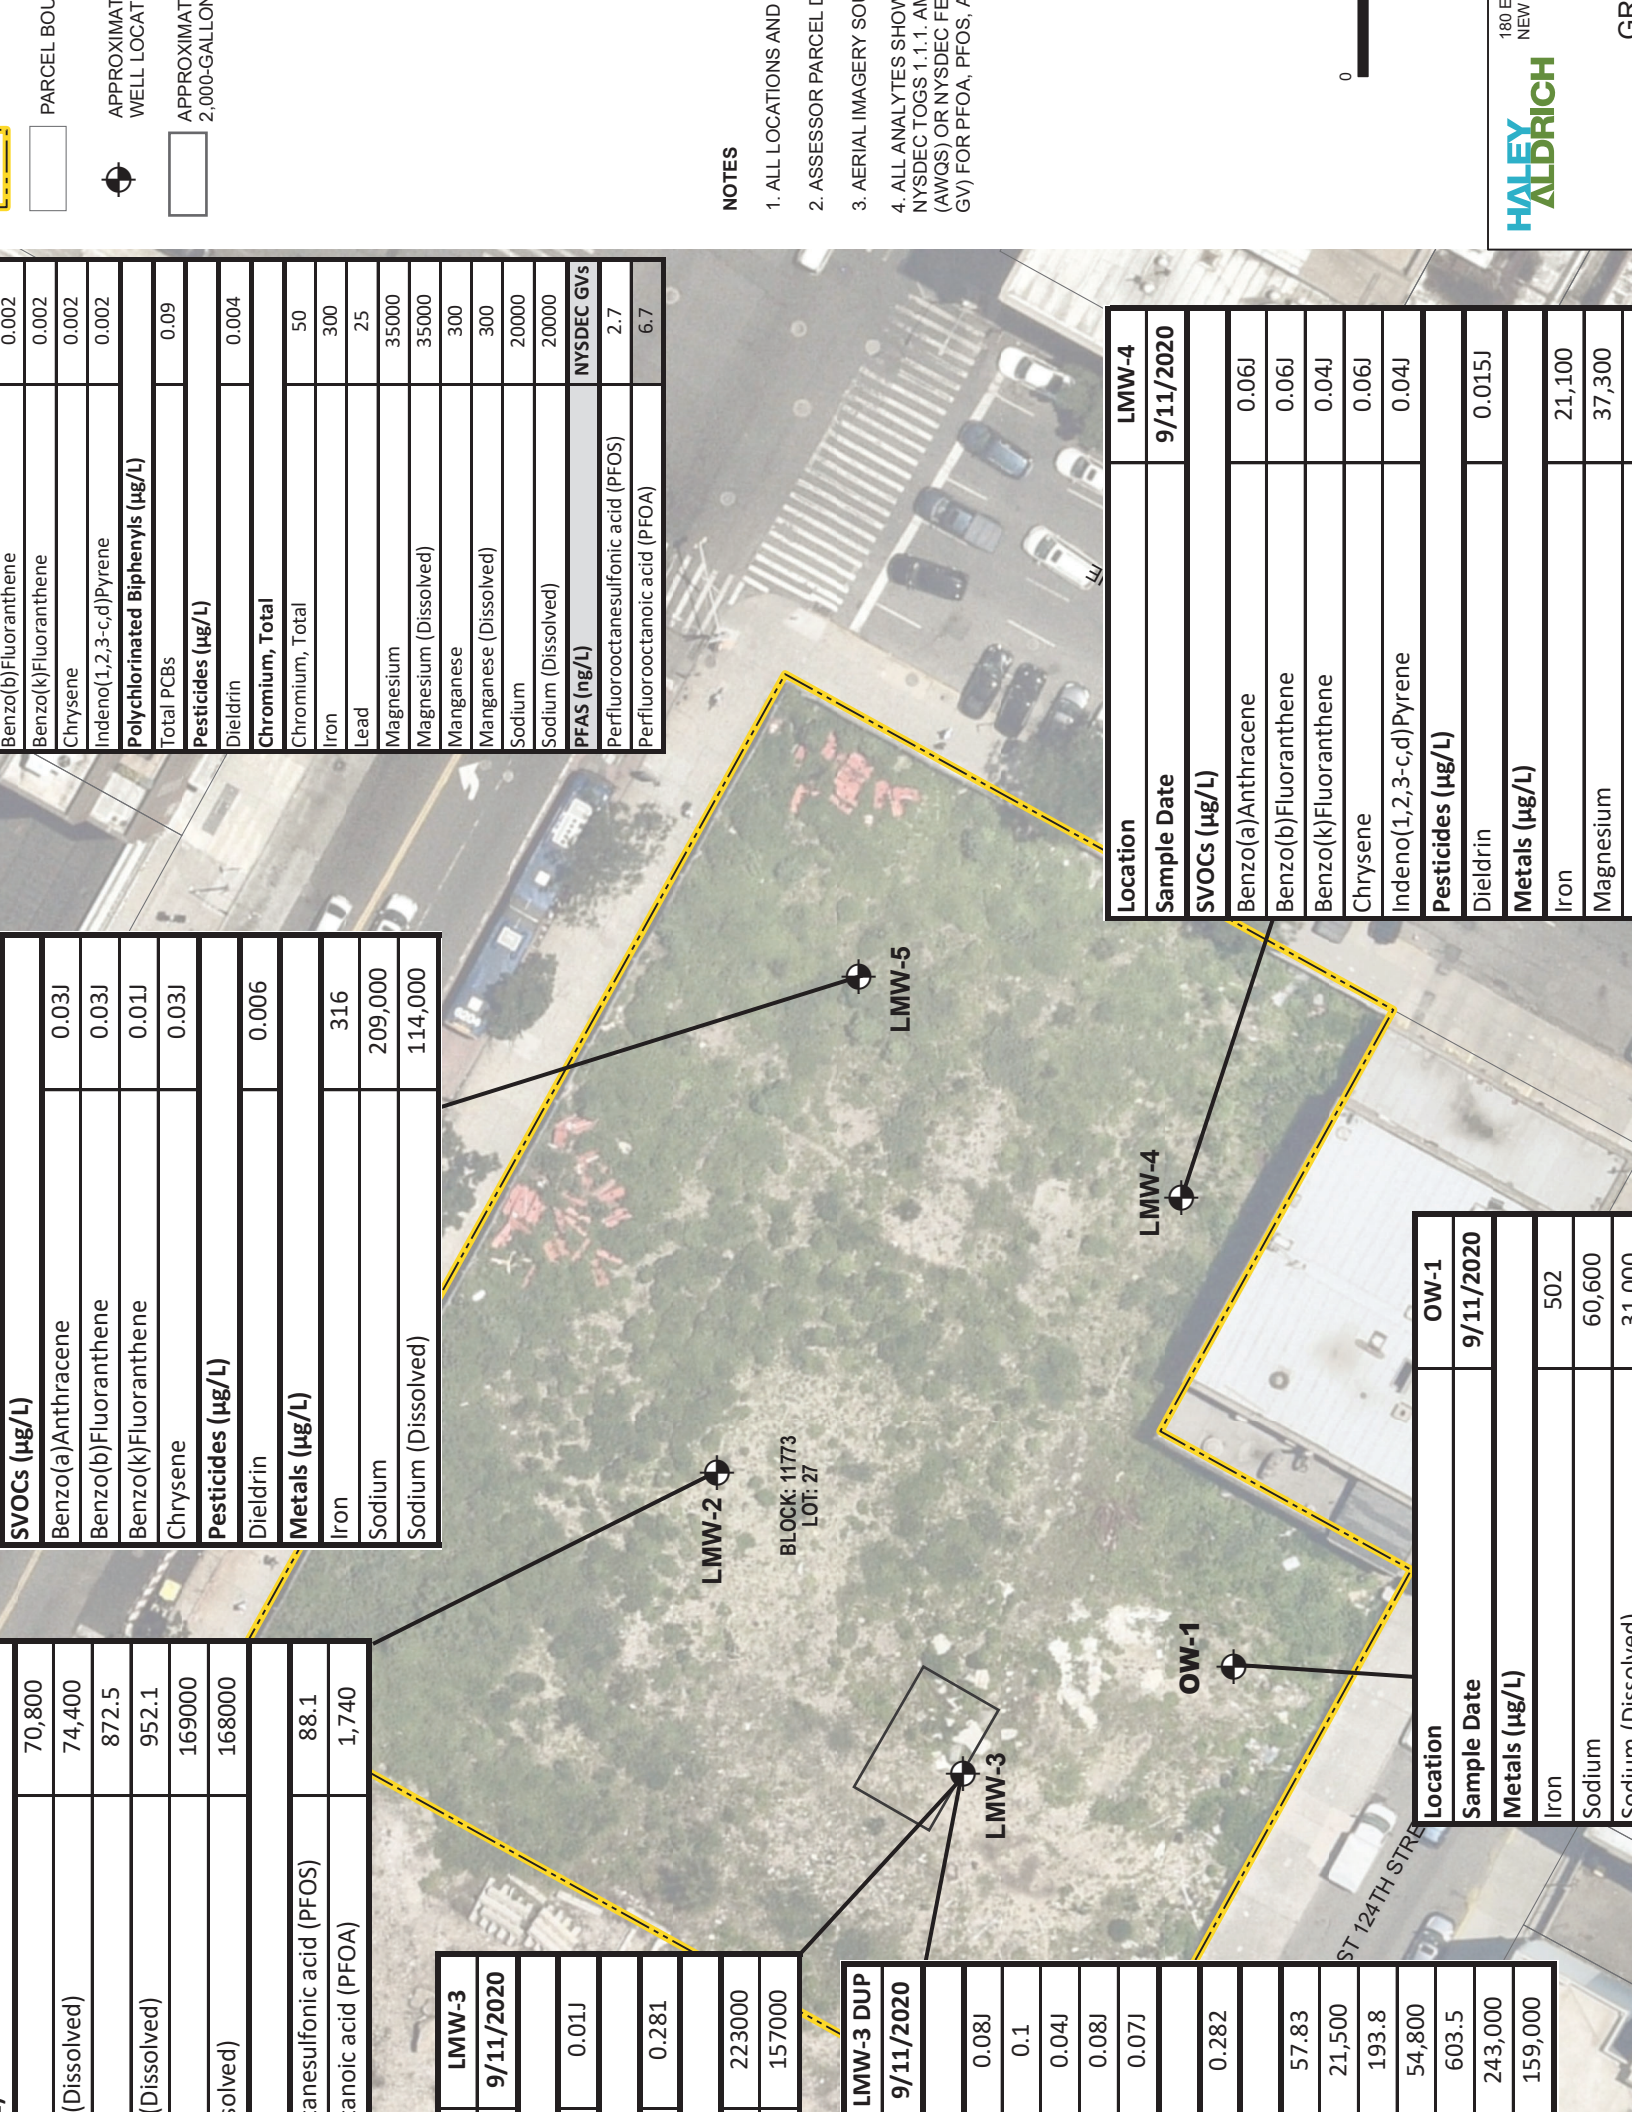 PARCEL BOU
APPROXIMAT
WELL LOCAT
APPROXIMAT
2,000-GALLON
NOTES
1. ALL LOCATIONS AND
2. ASSESSOR PARCEL D
3. AERIAL IMAGERY SOU
4. ALL ANALYTES SHOW
NYSDEC TOGS 1.1.1. AM
(AWQS) OR NYSDEC FE
GV) FOR PFOA, PFOS, A
0
HALEY
ALDRICH
180 E
NEW
GR
Benzo(b)Fluoranthene 0.002
Benzo(k)Fluoranthene 0.002
Chrysene 0.002
Indeno(1,2,3-c,d)Pyrene 0.002
Polychlorinated Biphenyls (µg/L)
Total PCBs 0.09
Pesticides (µg/L)
Dieldrin 0.004
Chromium, Total
Chromium, Total 50
Iron 300
Lead 25
Magnesium 35000
Magnesium (Dissolved) 35000
Manganese 300
Manganese (Dissolved) 300
Sodium 20000
Sodium (Dissolved) 20000
PFAS (ng/L) NYSDEC GVs
Perfluorooctanesulfonic acid (PFOS) 2.7
Perfluorooctanoic acid (PFOA) 6.7
Location LMW-4
Sample Date 9/11/2020
SVOCs (µg/L)
Benzo(a)Anthracene 0.06J
Benzo(b)Fluoranthene 0.06J
Benzo(k)Fluoranthene 0.04J
Chrysene 0.06J
Indeno(1,2,3-c,d)Pyrene 0.04J
Pesticides (µg/L)
Dieldrin 0.015J
Metals (µg/L)
Iron 21,100
Magnesium 37,300
SVOCs (µg/L)
Benzo(a)Anthracene 0.03J
Benzo(b)Fluoranthene 0.03J
Benzo(k)Fluoranthene 0.01J
Chrysene 0.03J
Pesticides (µg/L)
Dieldrin 0.006
Metals (µg/L)
Iron 316
Sodium 209,000
Sodium (Dissolved) 114,000
LMW-5
LMW-4
LMW-2
BLOCK: 11773
LOT: 27
OW-1
LMW-3
Location OW-1
Sample Date 9/11/2020
Metals (µg/L)
Iron 502
Sodium 60,600
Sodium (Dissolved) 31,000
ST 124TH STRE
70,800
(Dissolved) 74,400
872.5
(Dissolved) 952.1
169000
solved) 168000
tanesulfonic acid (PFOS) 88.1
tanoic acid (PFOA) 1,740
LMW-3
9/11/2020
0.01J
0.281
223000
157000
LMW-3 DUP
9/11/2020
0.08J
0.1
0.04J
0.08J
0.07J
0.282
57.83
21,500
193.8
54,800
603.5
243,000
159,000